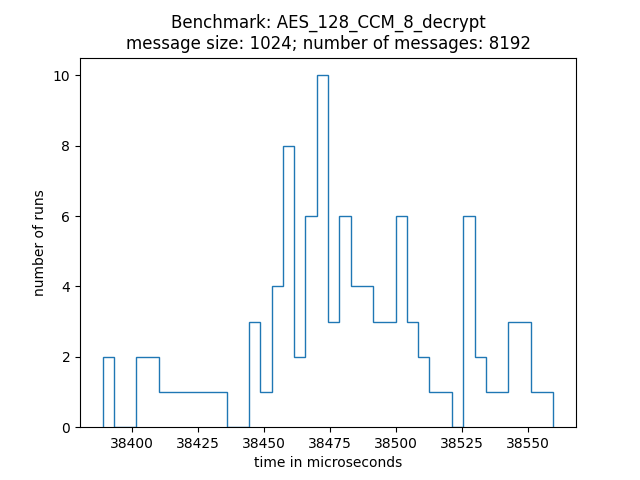 Benchmark: AES_128_CCM_8_decrypt
message size: 1024; number of messages: 8192
10
8
6
4
2
0
number of runs
38400 38425 38450 38475 38500 38525 38550
time in microseconds